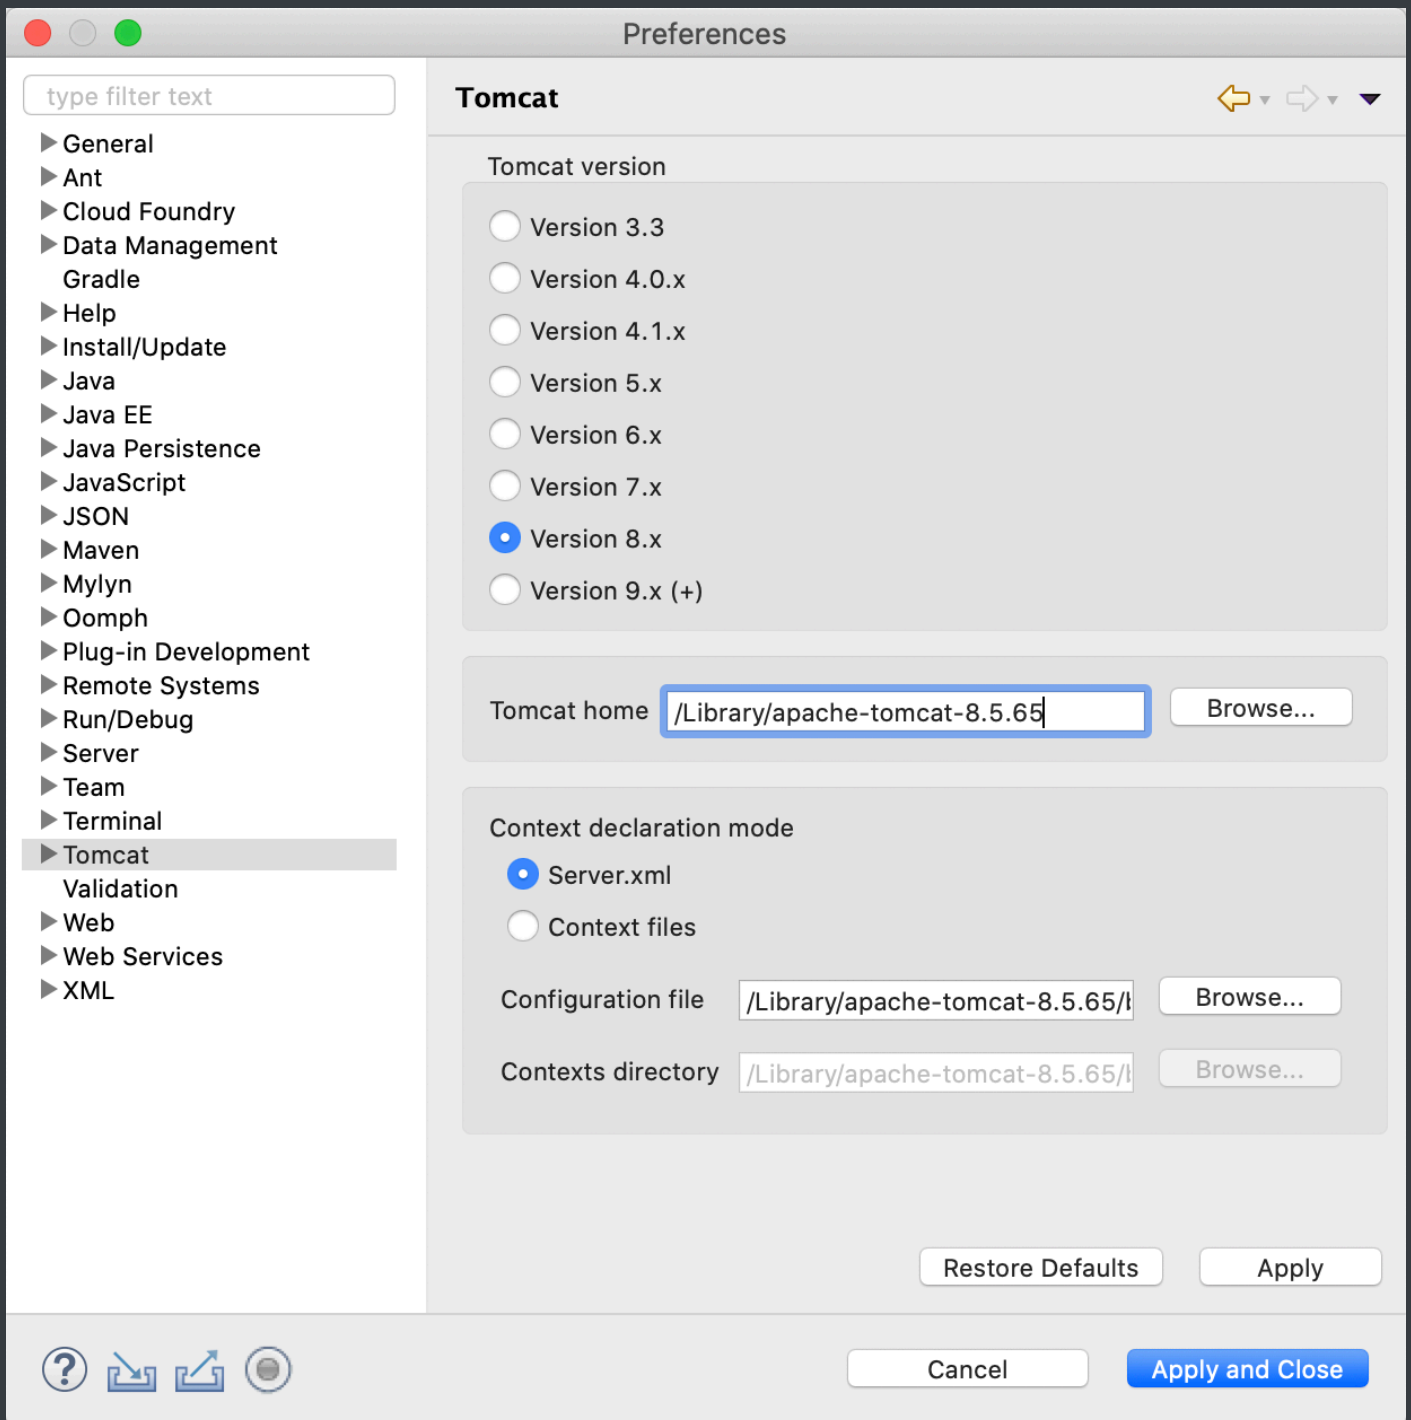 Preferences
type filter text
General
Ant
Cloud Foundry
Data Management
Gradle
Help
Install/Update
Java
Java EE
Java Persistence
JavaScript
JSON
Maven
Mylyn
Oomph
Plug-in Development
Remote Systems
Run/Debug
Server
Team
Terminal
Tomcat
Validation
Web
Web Services
XML
Tomcat
Tomcat version
Version 3.3
Version 4.0.x
Version 4.1.x
Version 5.x
Version 6.x
Version 7.x
Version 8.x
Version 9.x (+)
Tomcat home /Library/apache-tomcat-8.5.65 Browse...
Context declaration mode
Server.xml
Context files
Configuration file /Library/apache-tomcat-8.5.65/ Browse...
Contexts directory /Library/apache-tomcat-8.5.65/ Browse...
Restore Defaults Apply
? Cancel Apply and Close